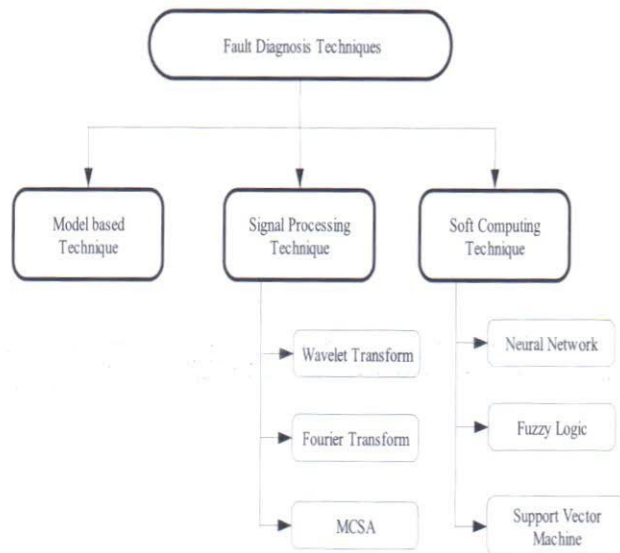 Fault Diagnosis Techniques
Model based
Technique
Signal Processing
Technique
Soft Computing
Technique
Wavelet Transform
Fourier Transform
MCSA
Neural Network
Fuzzy Logic
Support Vector
Machine